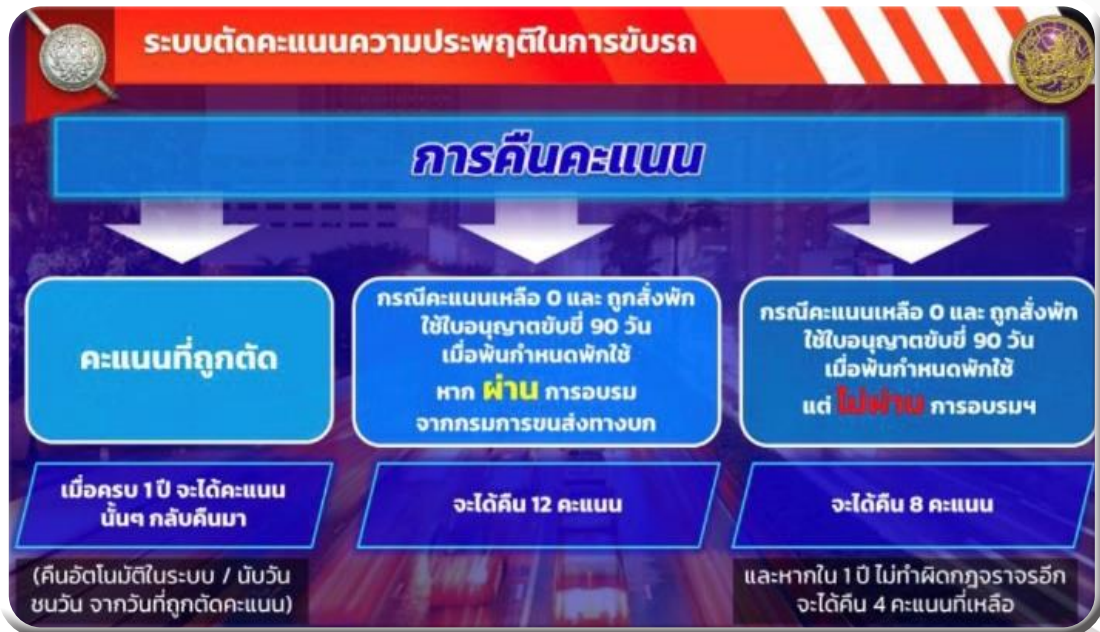 ระบบตัดคะแนนความประพฤติในการขับรถ
การคืนคะแนน
คะแนนที่ถูกตัด
เมื่อครบ 1 ปี จะได้คะแนน
นั้นๆ กลับคืนมา
(คืนอัตโนมัติในระบบ / นับวัน
ชนวัน จากวันที่ถูกตัดคะแนน)
กรณีคะแนนเหลือ 0 และ ถูกสั่งพัก
ใช้ใบอนุญาตขับขี่ 90 วัน
เมื่อพ้นกำหนดพักใช้
หาก ผ่าน การอบรม
จากกรมการขนส่งทางบก
จะได้คืน 12 คะแนน
กรณีคะแนนเหลือ 0 และ ถูกสั่งพัก
ใช้ใบอนุญาตขับขี่ 90 วัน
เมื่อพ้นกำหนดพักใช้
แต่ ไม่ผ่าน การอบรมฯ
จะได้คืน 8 คะแนน
และหากใน 1 ปี ไม่ทำผิดกฎจราจรอีก
จะได้คืน 4 คะแนนที่เหลือ